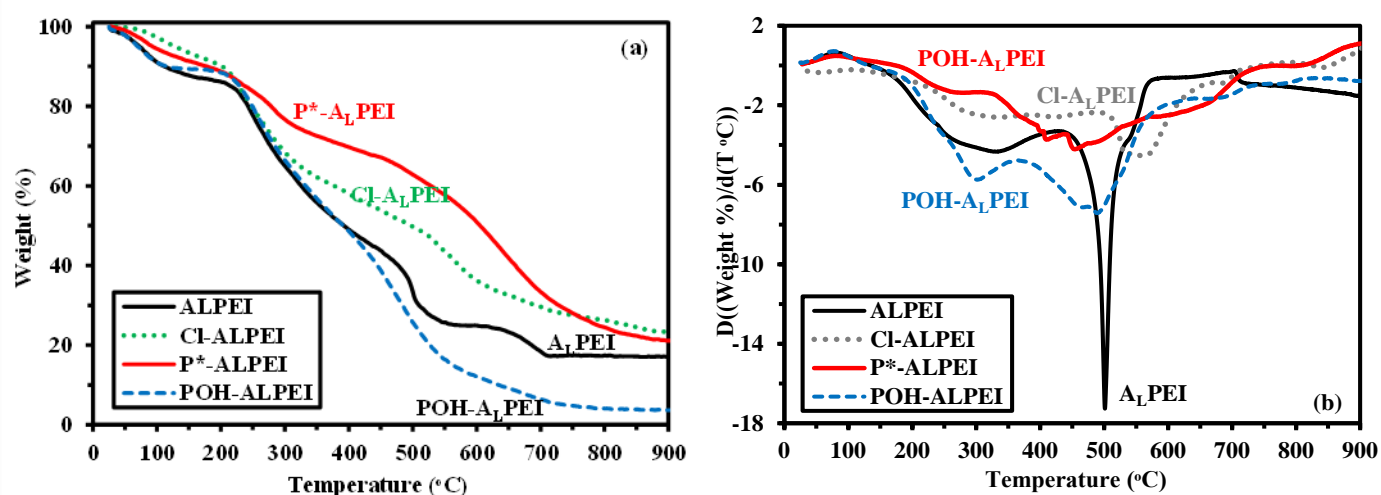 (a)
100
80
60
40
20
0
Weight (%)
P*-ALPEI
Cl-ALPEI
ALPEI
POH-ALPEI
ALPEI
Cl-ALPEI
P*-ALPEI
POH-ALPEI
0 100 200 300 400 500 600 700 800 900
Temperature (°C)
2
-2
-6
-10
-14
-18
D((Weight %)/d(T °C))
POH-ALPEI
Cl-ALPEI
POH-ALPEI
ALPEI
ALPEI
Cl-ALPEI
P*-ALPEI
POH-ALPEI
(b)
0 100 200 300 400 500 600 700 800 900
Temperature (°C)